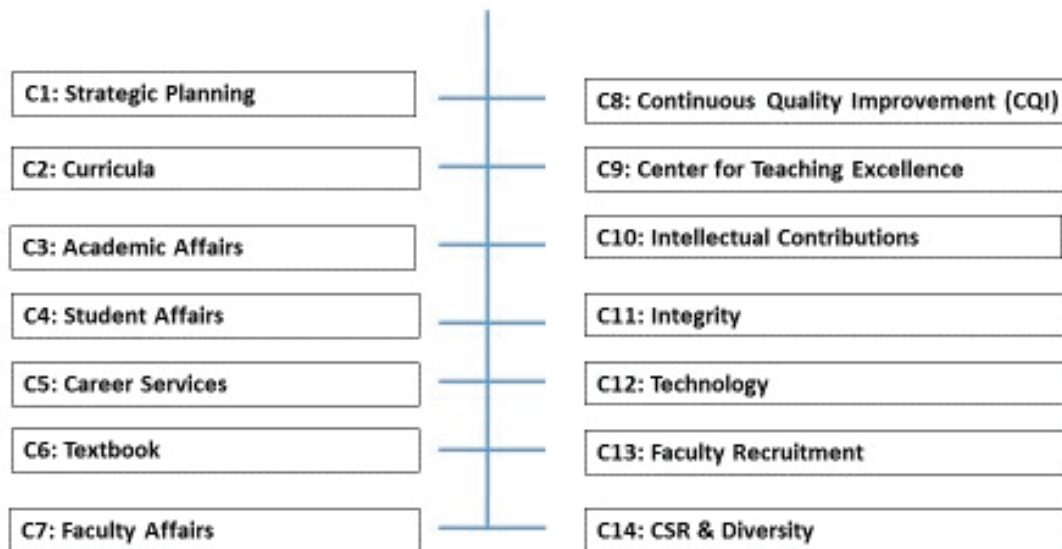 C1: Strategic Planning
C2: Curricula
C3: Academic Affairs
C4: Student Affairs
C5: Career Services
C6: Textbook
C7: Faculty Affairs
C8: Continuous Quality Improvement (CQI)
C9: Center for Teaching Excellence
C10: Intellectual Contributions
C11: Integrity
C12: Technology
C13: Faculty Recruitment
C14: CSR & Diversity